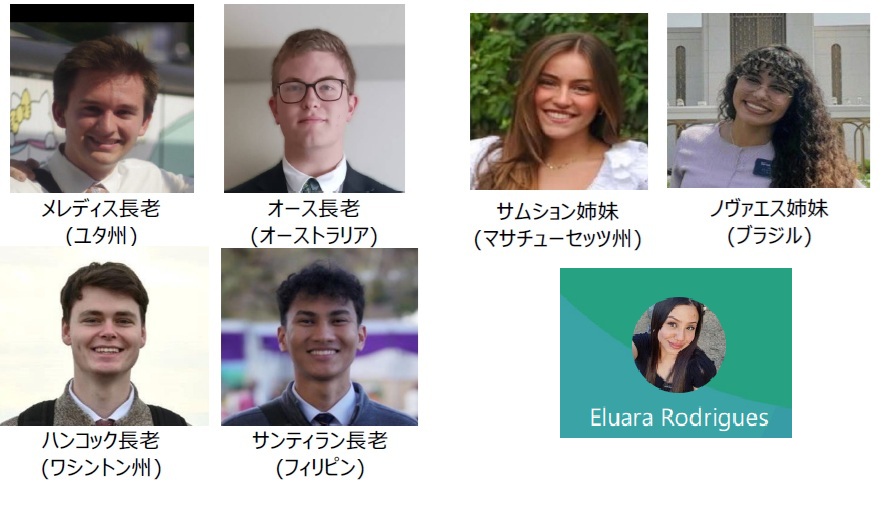 メレディス長老
(ユタ州)
オース長老
(オーストラリア)
サムション姉妹
(マサチューセッツ州)
ノヴァエス姉妹
(ブラジル)
ハンコック長老
(ワシントン州)
サンティラン長老
(フィリピン)
Eluara Rodrigues